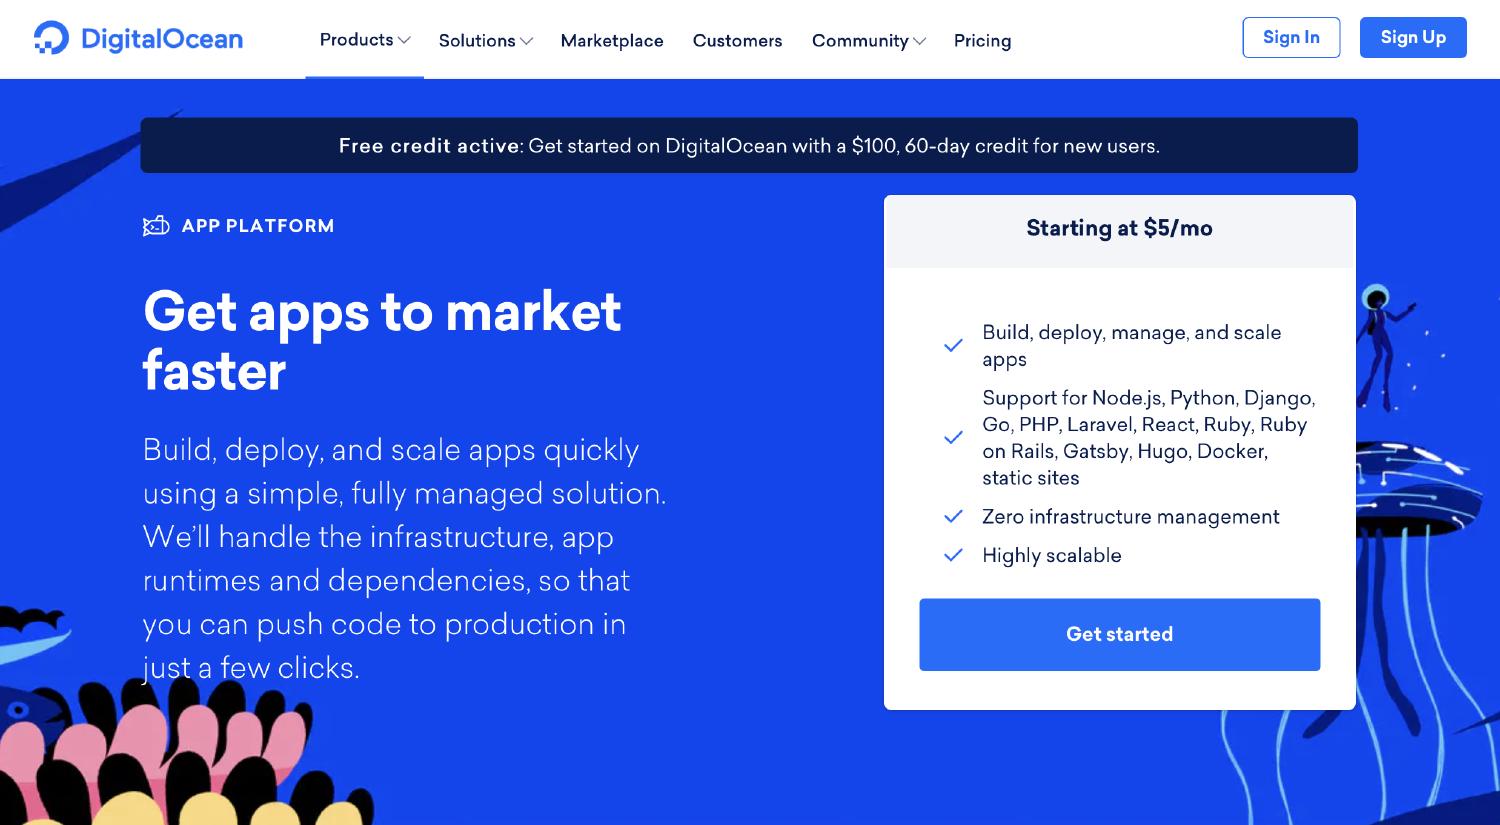 DigitalOcean
Products
Solutions
Marketplace
Customers
Community
Pricing
Sign In
Sign Up
Free credit active: Get started on DigitalOcean with a $100, 60-day credit for new users.
APP PLATFORM
Get apps to market
faster
Build, deploy, and scale apps quickly
using a simple, fully managed solution.
We’ll handle the infrastructure, app
runtimes and dependencies, so that
you can push code to production in
just a few clicks.
Starting at $5/mo
Build, deploy, manage, and scale
apps
Support for Node.js, Python, Django,
Go, PHP, Laravel, React, Ruby, Ruby
on Rails, Gatsby, Hugo, Docker,
static sites
Zero infrastructure management
Highly scalable
Get started